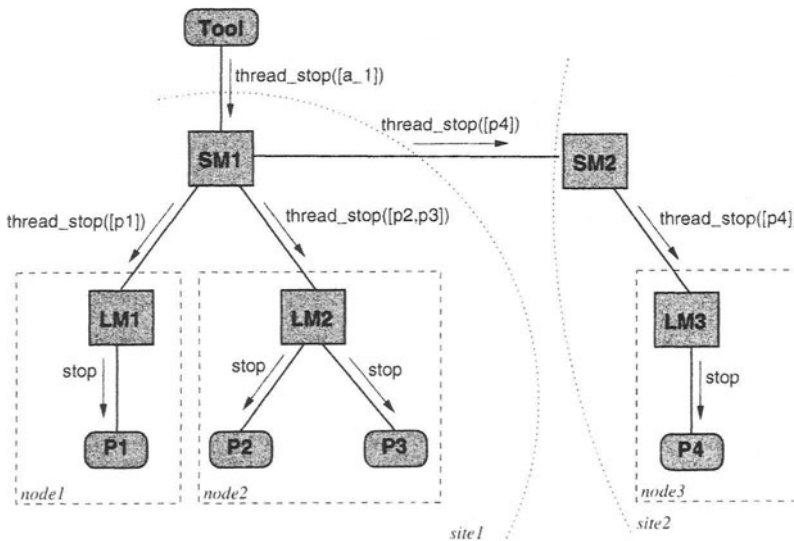 Tool
thread_stop([a_1])
thread_stop([p4])
SM1
SM2
thread_stop([p1])
thread_stop([p2,p3])
thread_stop([p4]
LM1
LM2
LM3
stop
stop
stop
stop
P1
P2
P3
P4
node1
node2
node3
site1
site2